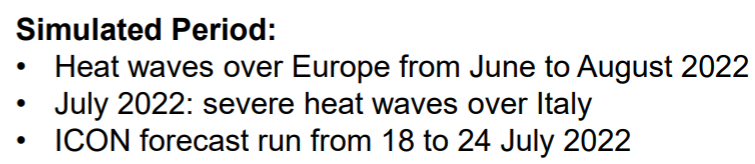 Simulated Period:
• Heat waves over Europe from June to August 2022
• July 2022: severe heat waves over Italy
• ICON forecast run from 18 to 24 July 2022